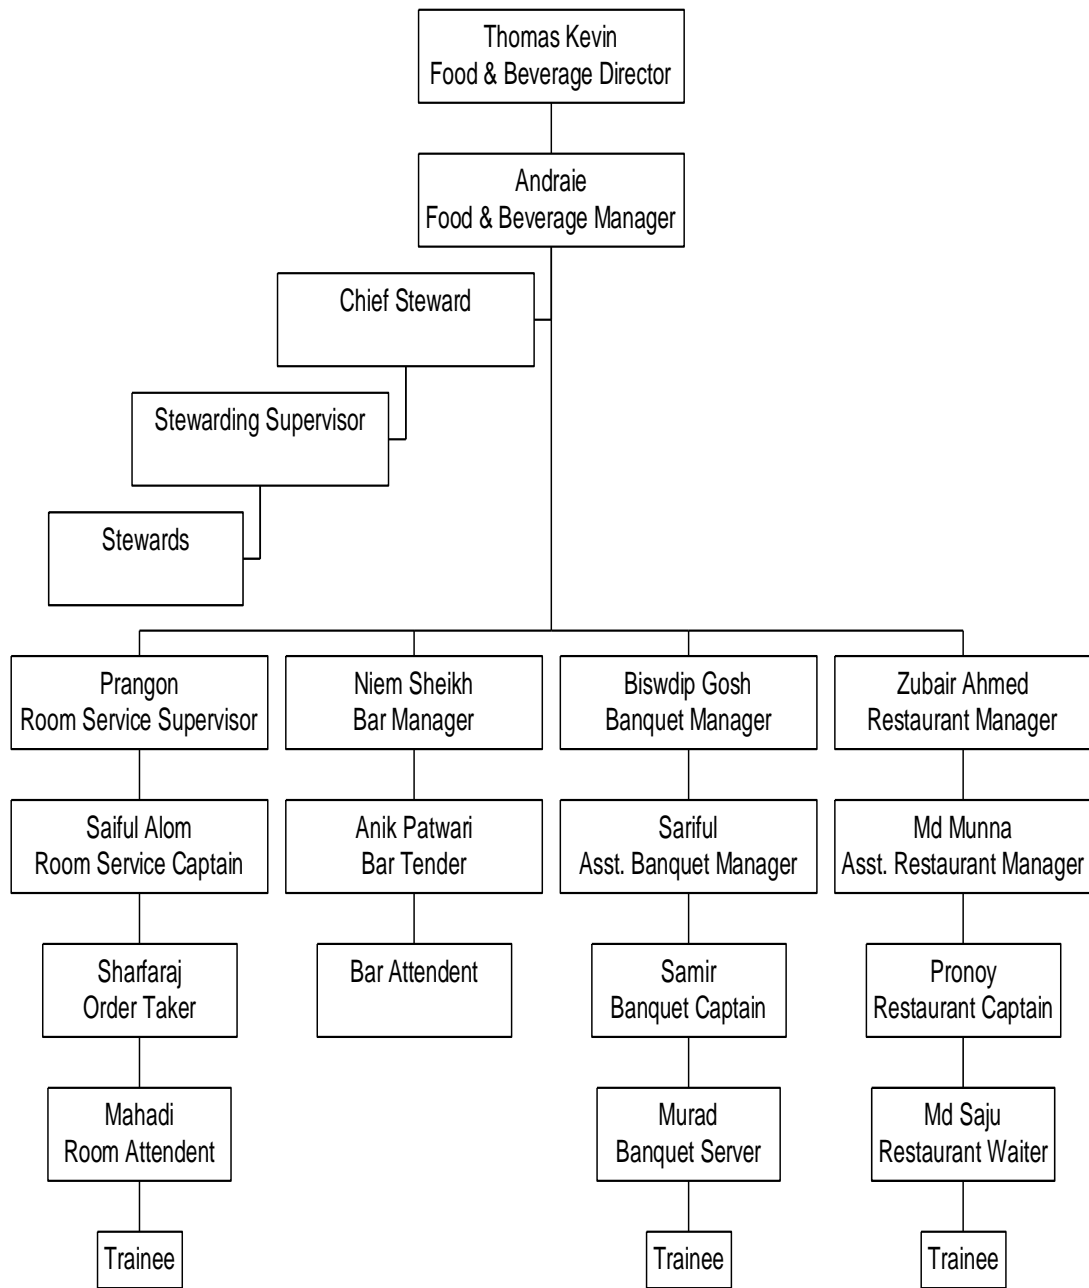 Thomas Kevin
Food & Beverage Director
Andraie
Food & Beverage Manager
Chief Steward
Stewarding Supervisor
Stewards
Prangon
Room Service Supervisor
Niem Sheikh
Bar Manager
Biswdip Gosh
Banquet Manager
Zubair Ahmed
Restaurant Manager
Saiful Alom
Room Service Captain
Anik Patwari
Bar Tender
Sariful
Asst. Banquet Manager
Md Munna
Asst. Restaurant Manager
Sharfaraj
Order Taker
Bar Attendent
Samir
Banquet Captain
Pronoy
Restaurant Captain
Mahadi
Room Attendent
Murad
Banquet Server
Md Saju
Restaurant Waiter
Trainee
Trainee
Trainee